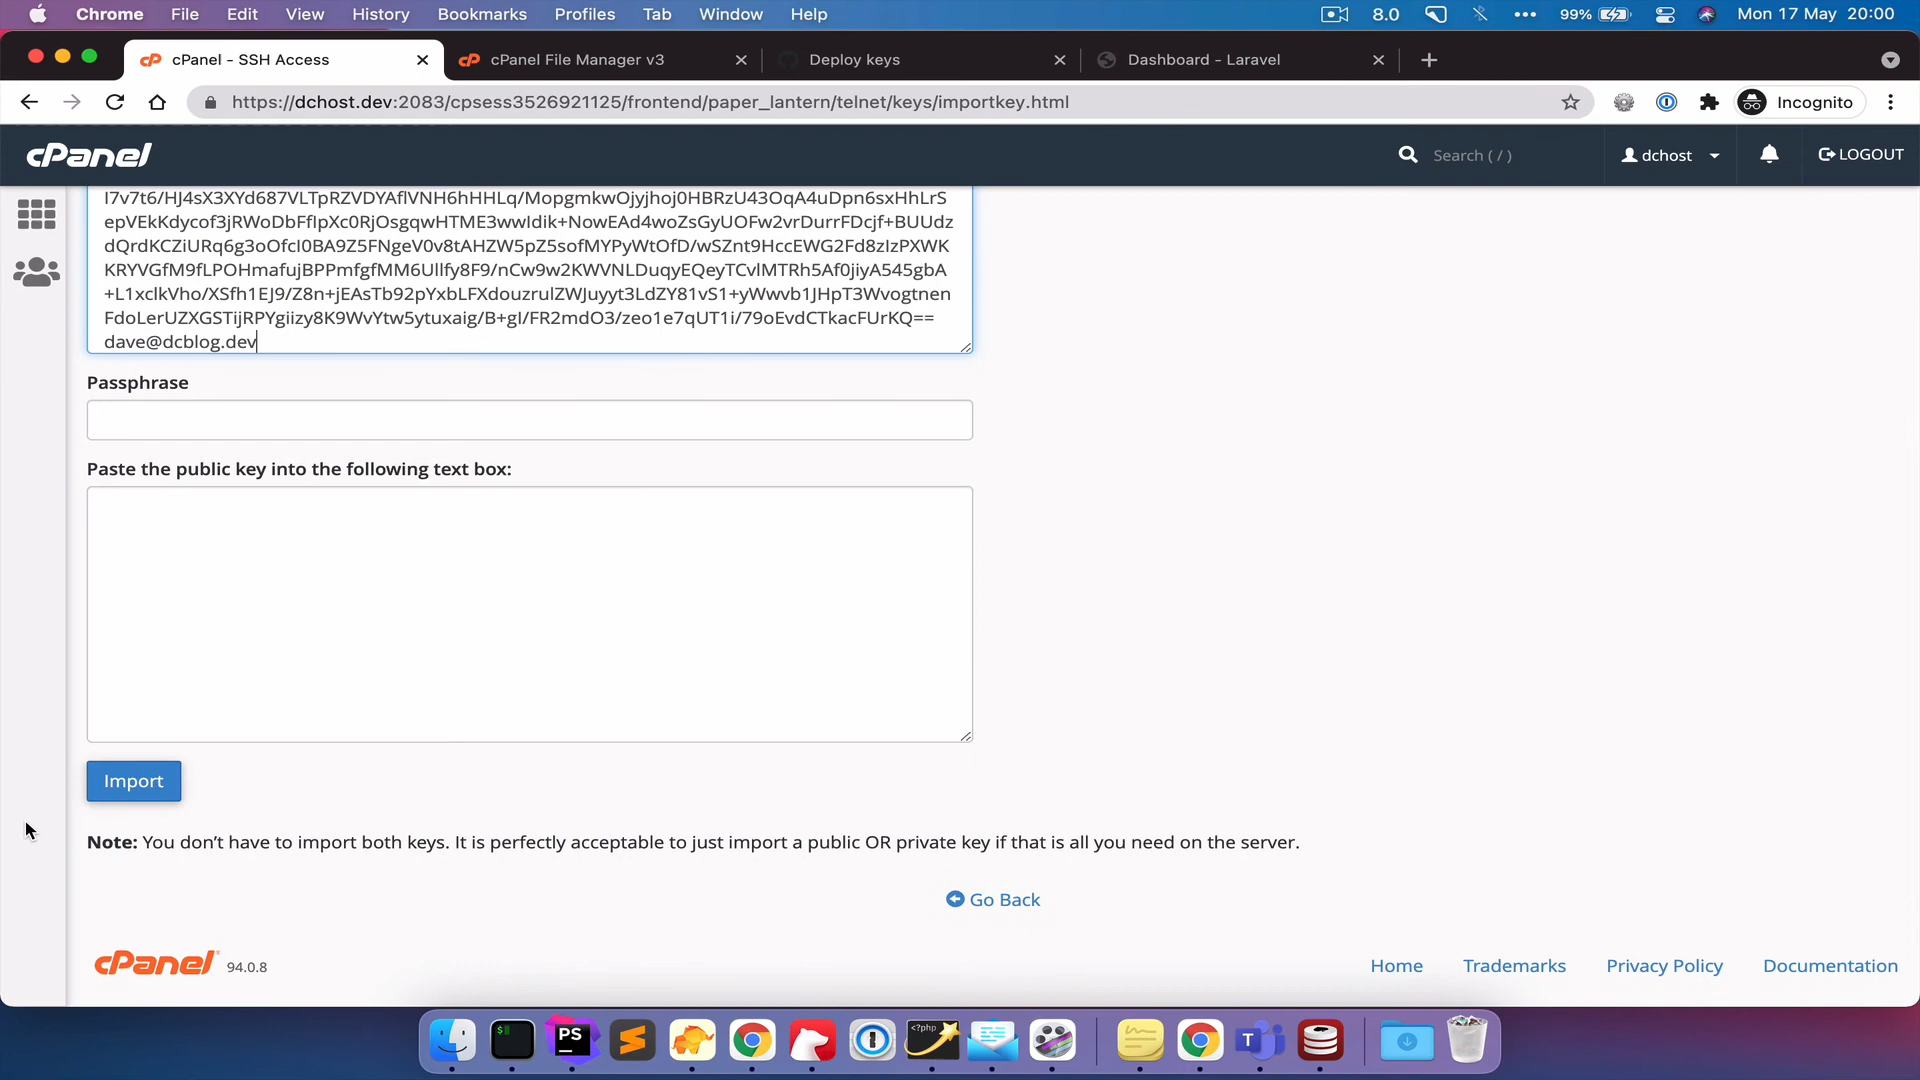 Chrome File Edit View History Bookmarks Profiles Tab Window Help 8.0 99% Mon 17 May 20:00
cPanel - SSH Access cPanel File Manager v3 Deploy keys Dashboard - Laravel
https://dchost.dev:2083/cpsess3526921125/frontend/paper_lantern/telnet/keys/importkey.html Incognito
cPanel Search ( / ) dchost LOGOUT
I7v7t6/HJ4sX3XYd687VLTpRZVDYAflVNH6hHHLq/MopgmkwOjyjhoj0HBRzU43OqA4uDpn6sxHhLrS
epVEkKdycof3jRWoDbFfIpXc0RjOsgqwHTME3wwIdik+NowEAd4woZsGyUOFw2vrDurrFDcjf+BUUdz
dQrdKCZiURq6g3oOfcI0BA9Z5FNgeV0v8tAHZW5pZ5sofMYPyWtOfD/wSZnt9HccEWG2Fd8zIzPXWK
KRYVGfM9fLPOHmafujBPPmfgfMM6Ullfy8F9/nCw9w2KWVNLDuqyEQeyTCvlMTRh5Af0jiyA545gbA
+L1xclkVho/XSfh1EJ9/Z8n+jEAsTb92pYxbLFXdouzrulZWJuyyt3LdZY81vS1+yWwvb1JHpT3Wvogtnen
FdoLerUZXGSTijRPYgiizy8K9WvYtw5ytuxaig/B+gI/FR2mdO3/zeo1e7qUT1i/79oEvdCTkacFUrKQ==
dave@dcblog.dev
Passphrase
Paste the public key into the following text box:
Import
Note: You don't have to import both keys. It is perfectly acceptable to just import a public OR private key if that is all you need on the server.
Go Back
cPanel 94.0.8 Home Trademarks Privacy Policy Documentation
PS <?php